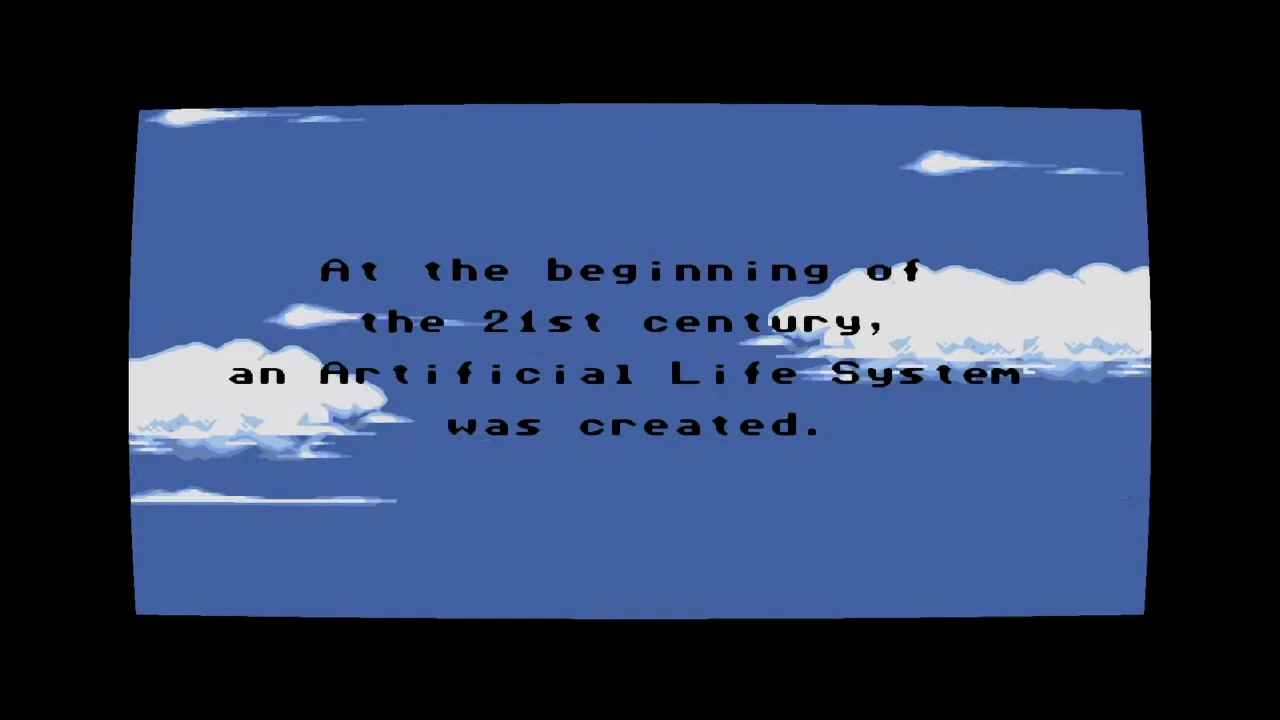 At the beginning of
the 21st century,
an Artificial Life System
was created.